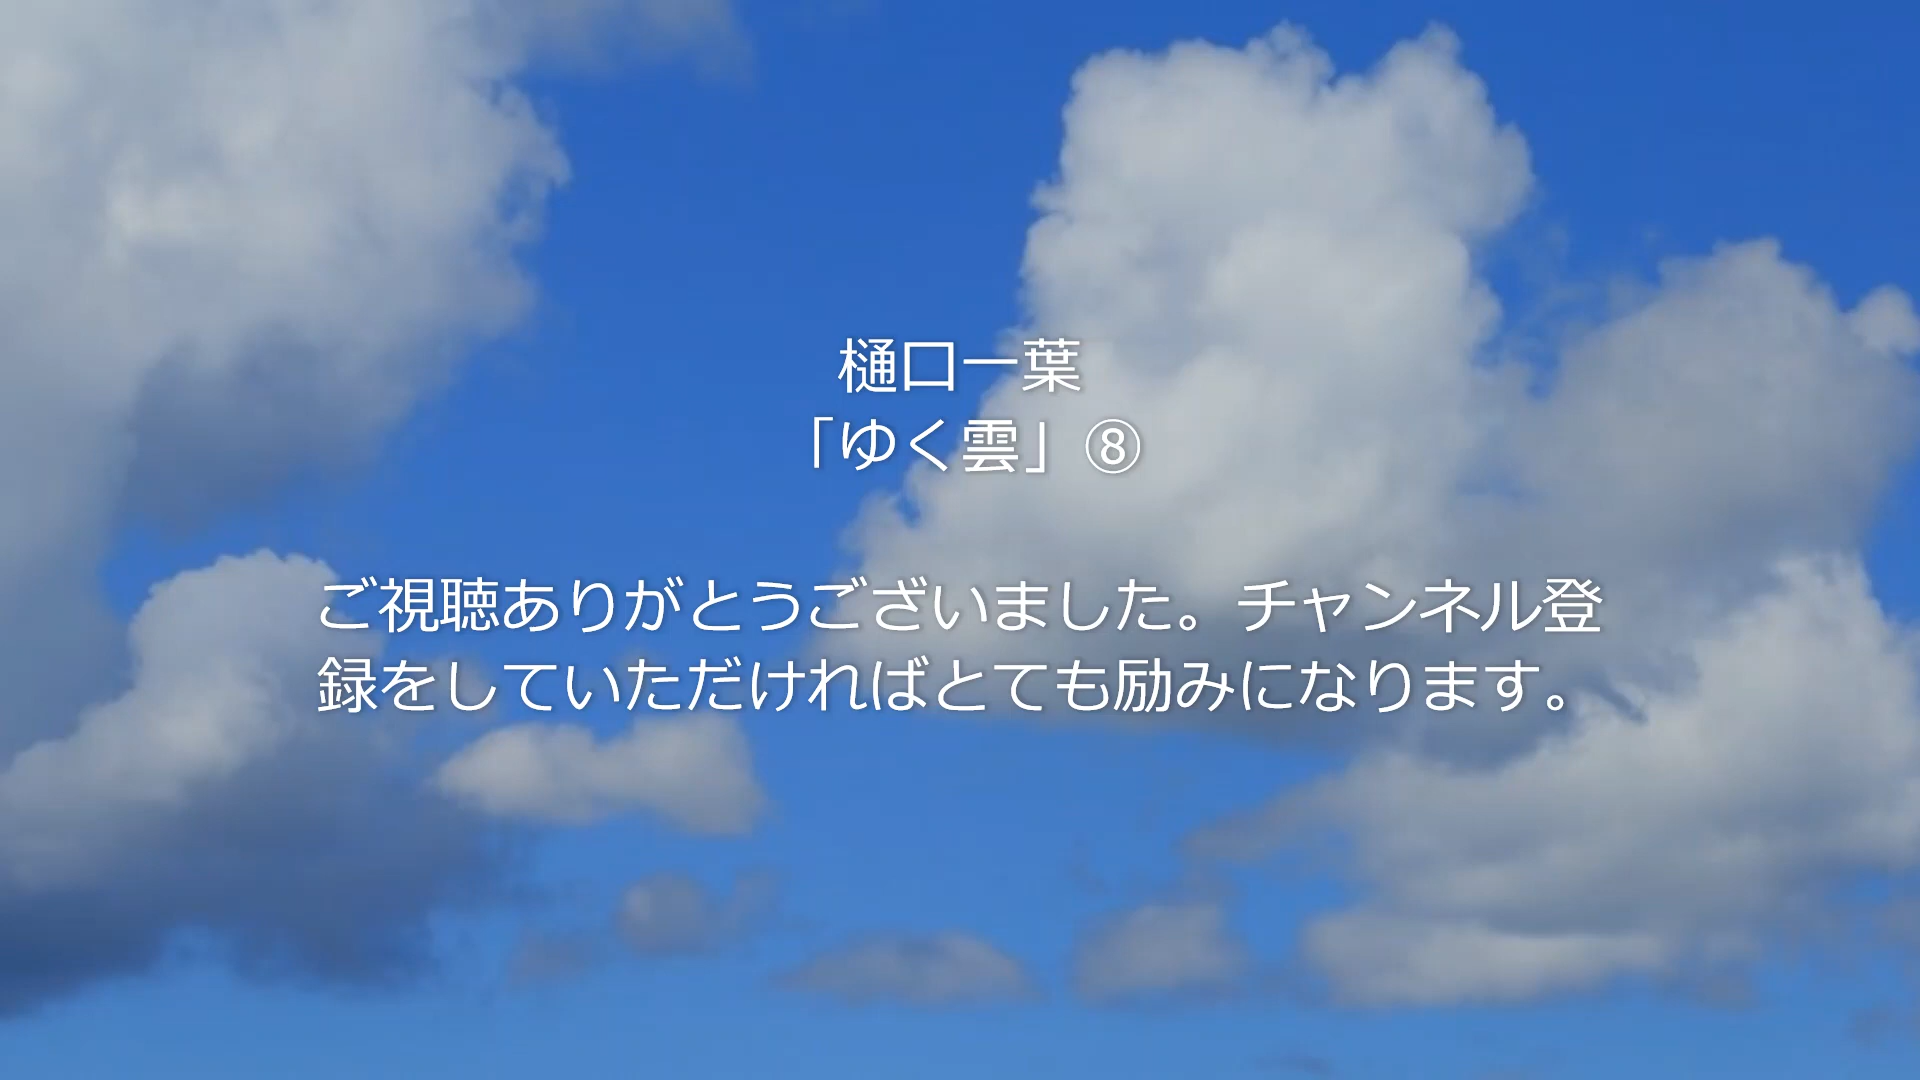 樋口一葉
「ゆく雲」⑧
ご視聴ありがとうございました。チャンネル登
録をしていただければとても励みになります。